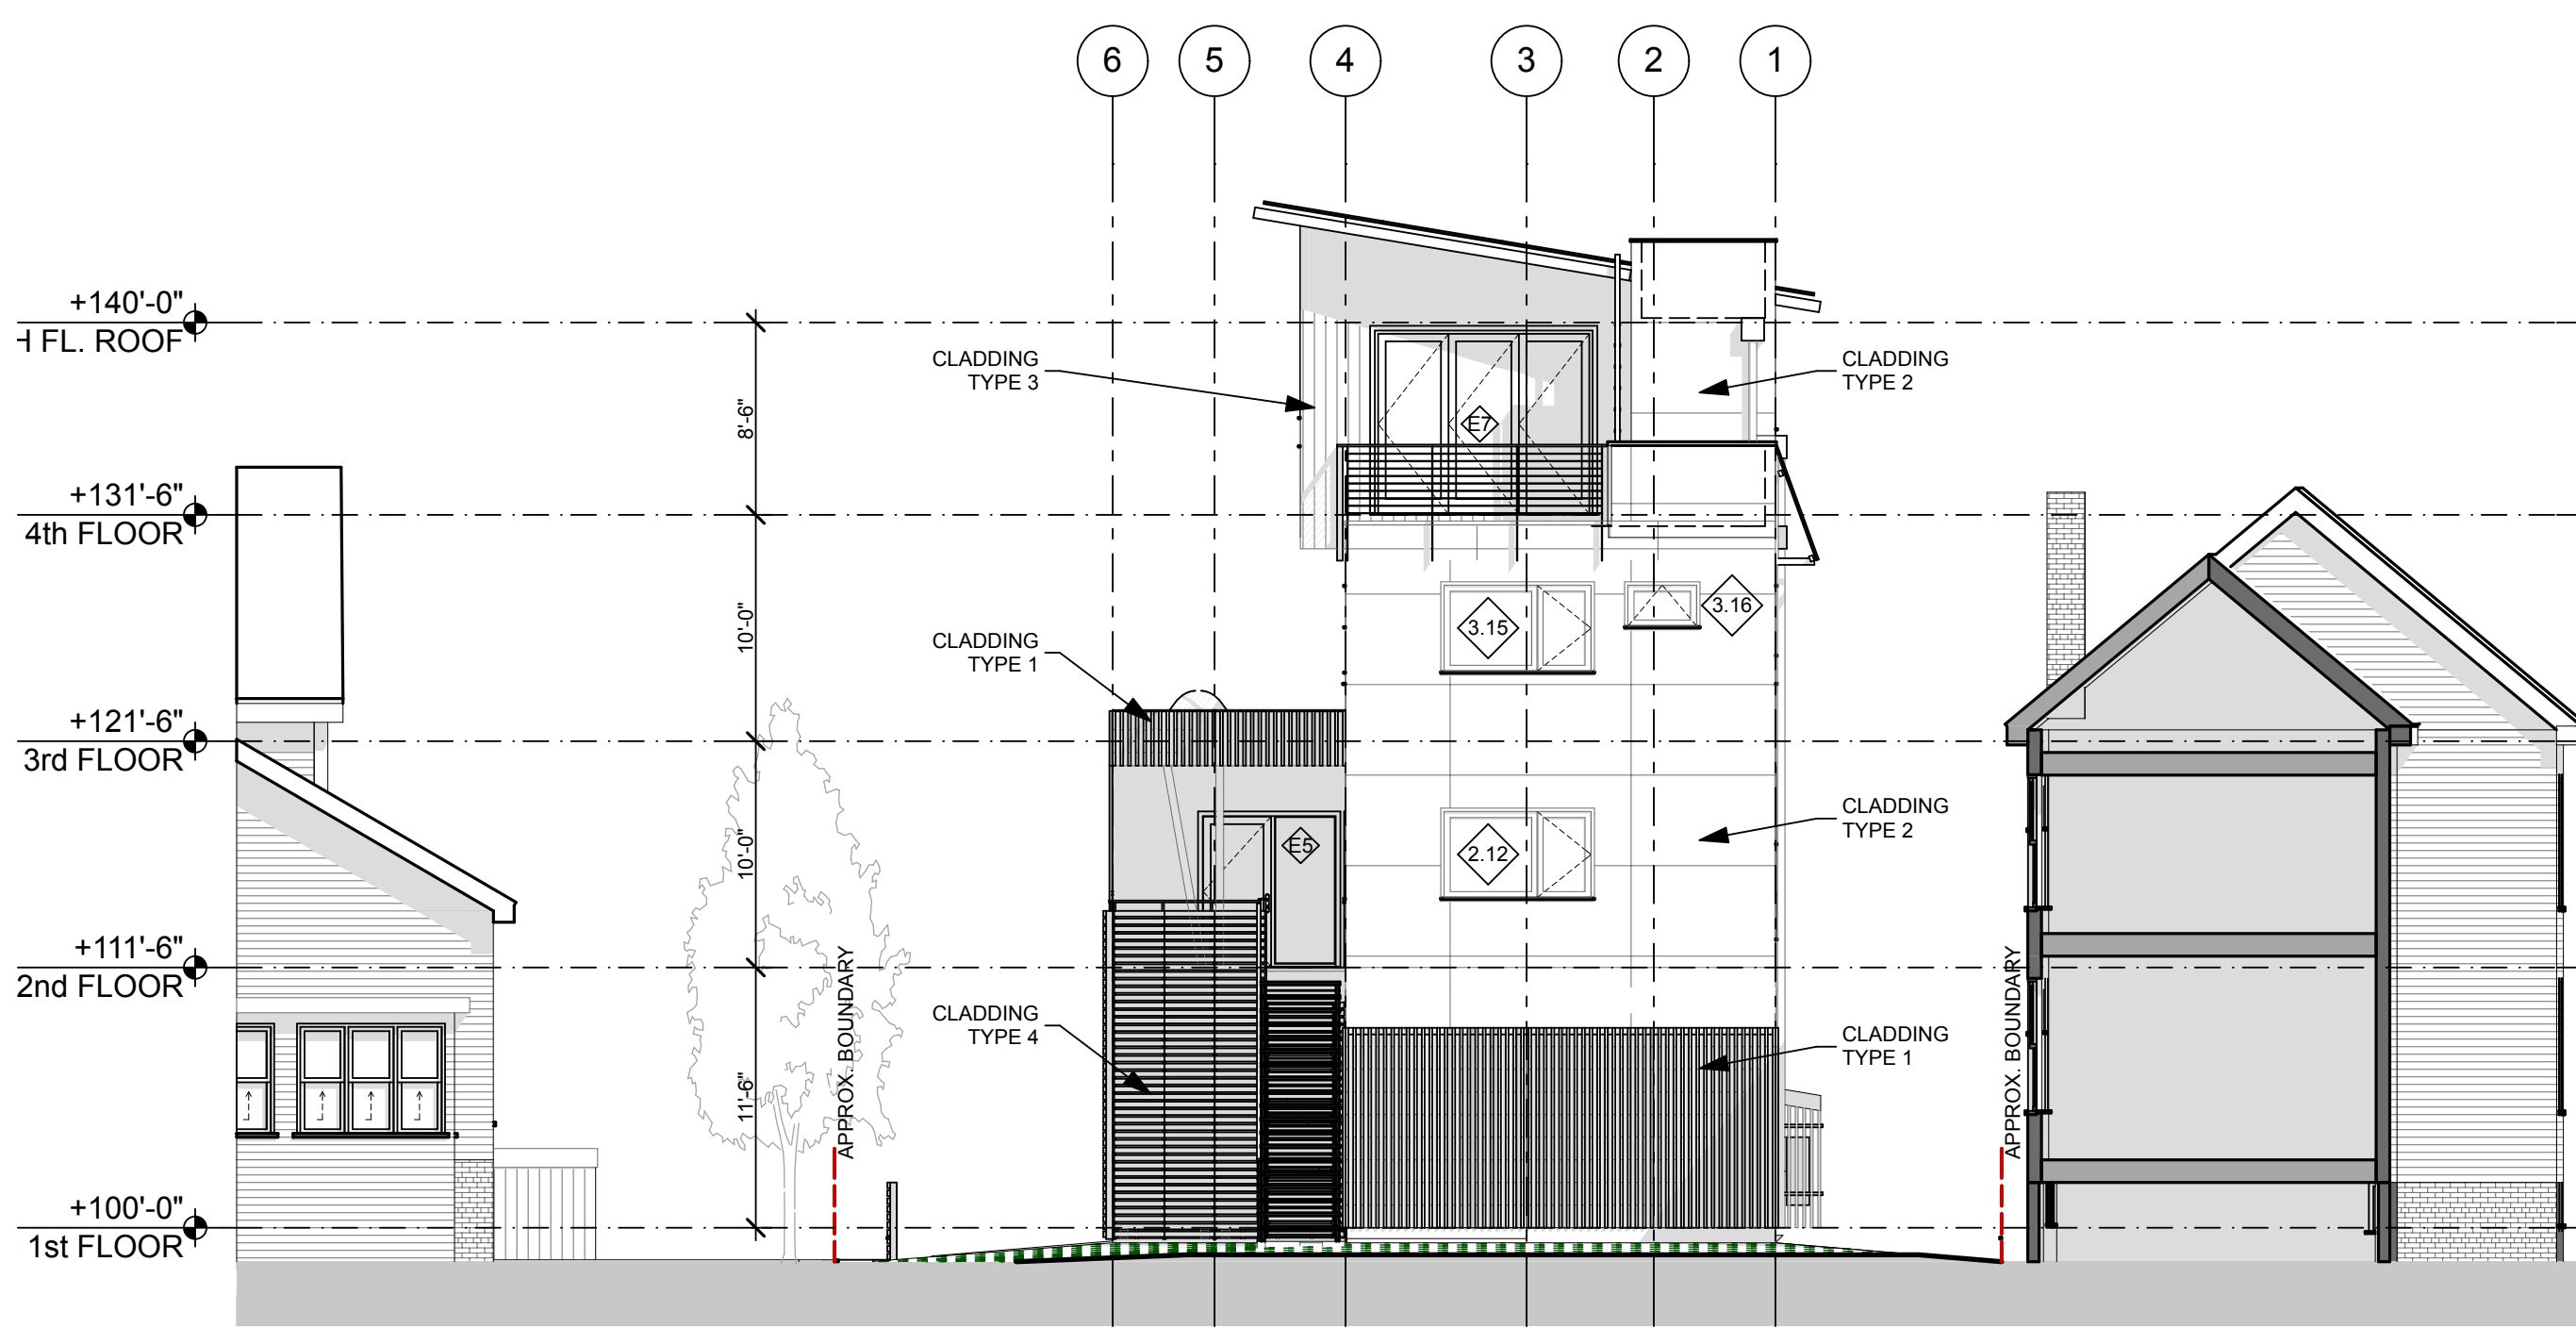 6 5 4 3 2 1
+140'-0"
H FL. ROOF
8'-6"
CLADDING
TYPE 3
CLADDING
TYPE 2
E7
+131'-6"
4th FLOOR
10'-0"
CLADDING
TYPE 1
3.15
3.16
+121'-6"
3rd FLOOR
10'-0"
E5
2.12
CLADDING
TYPE 2
+111'-6"
2nd FLOOR
11'-6"
APPROX. BOUNDARY
CLADDING
TYPE 4
CLADDING
TYPE 1
APPROX. BOUNDARY
+100'-0"
1st FLOOR